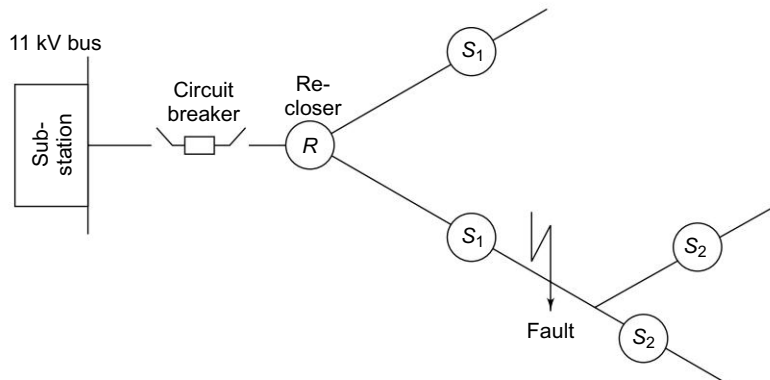 11 kV bus
Sub-
station
Circuit
breaker
Re-
closer
R
S1
S1
Fault
S2
S2